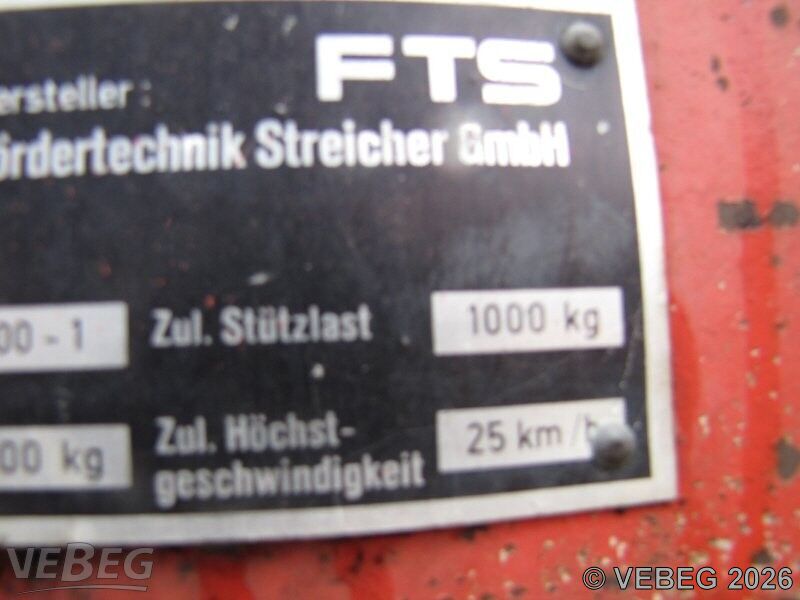 FTS
ersteller:
ördertechnik Streicher GmbH
00-1 Zul. Stützlast 1000 kg
00 kg Zul. Höchst- 25 km/h
geschwindigkeit
VEBEG
© VEBEG 2026